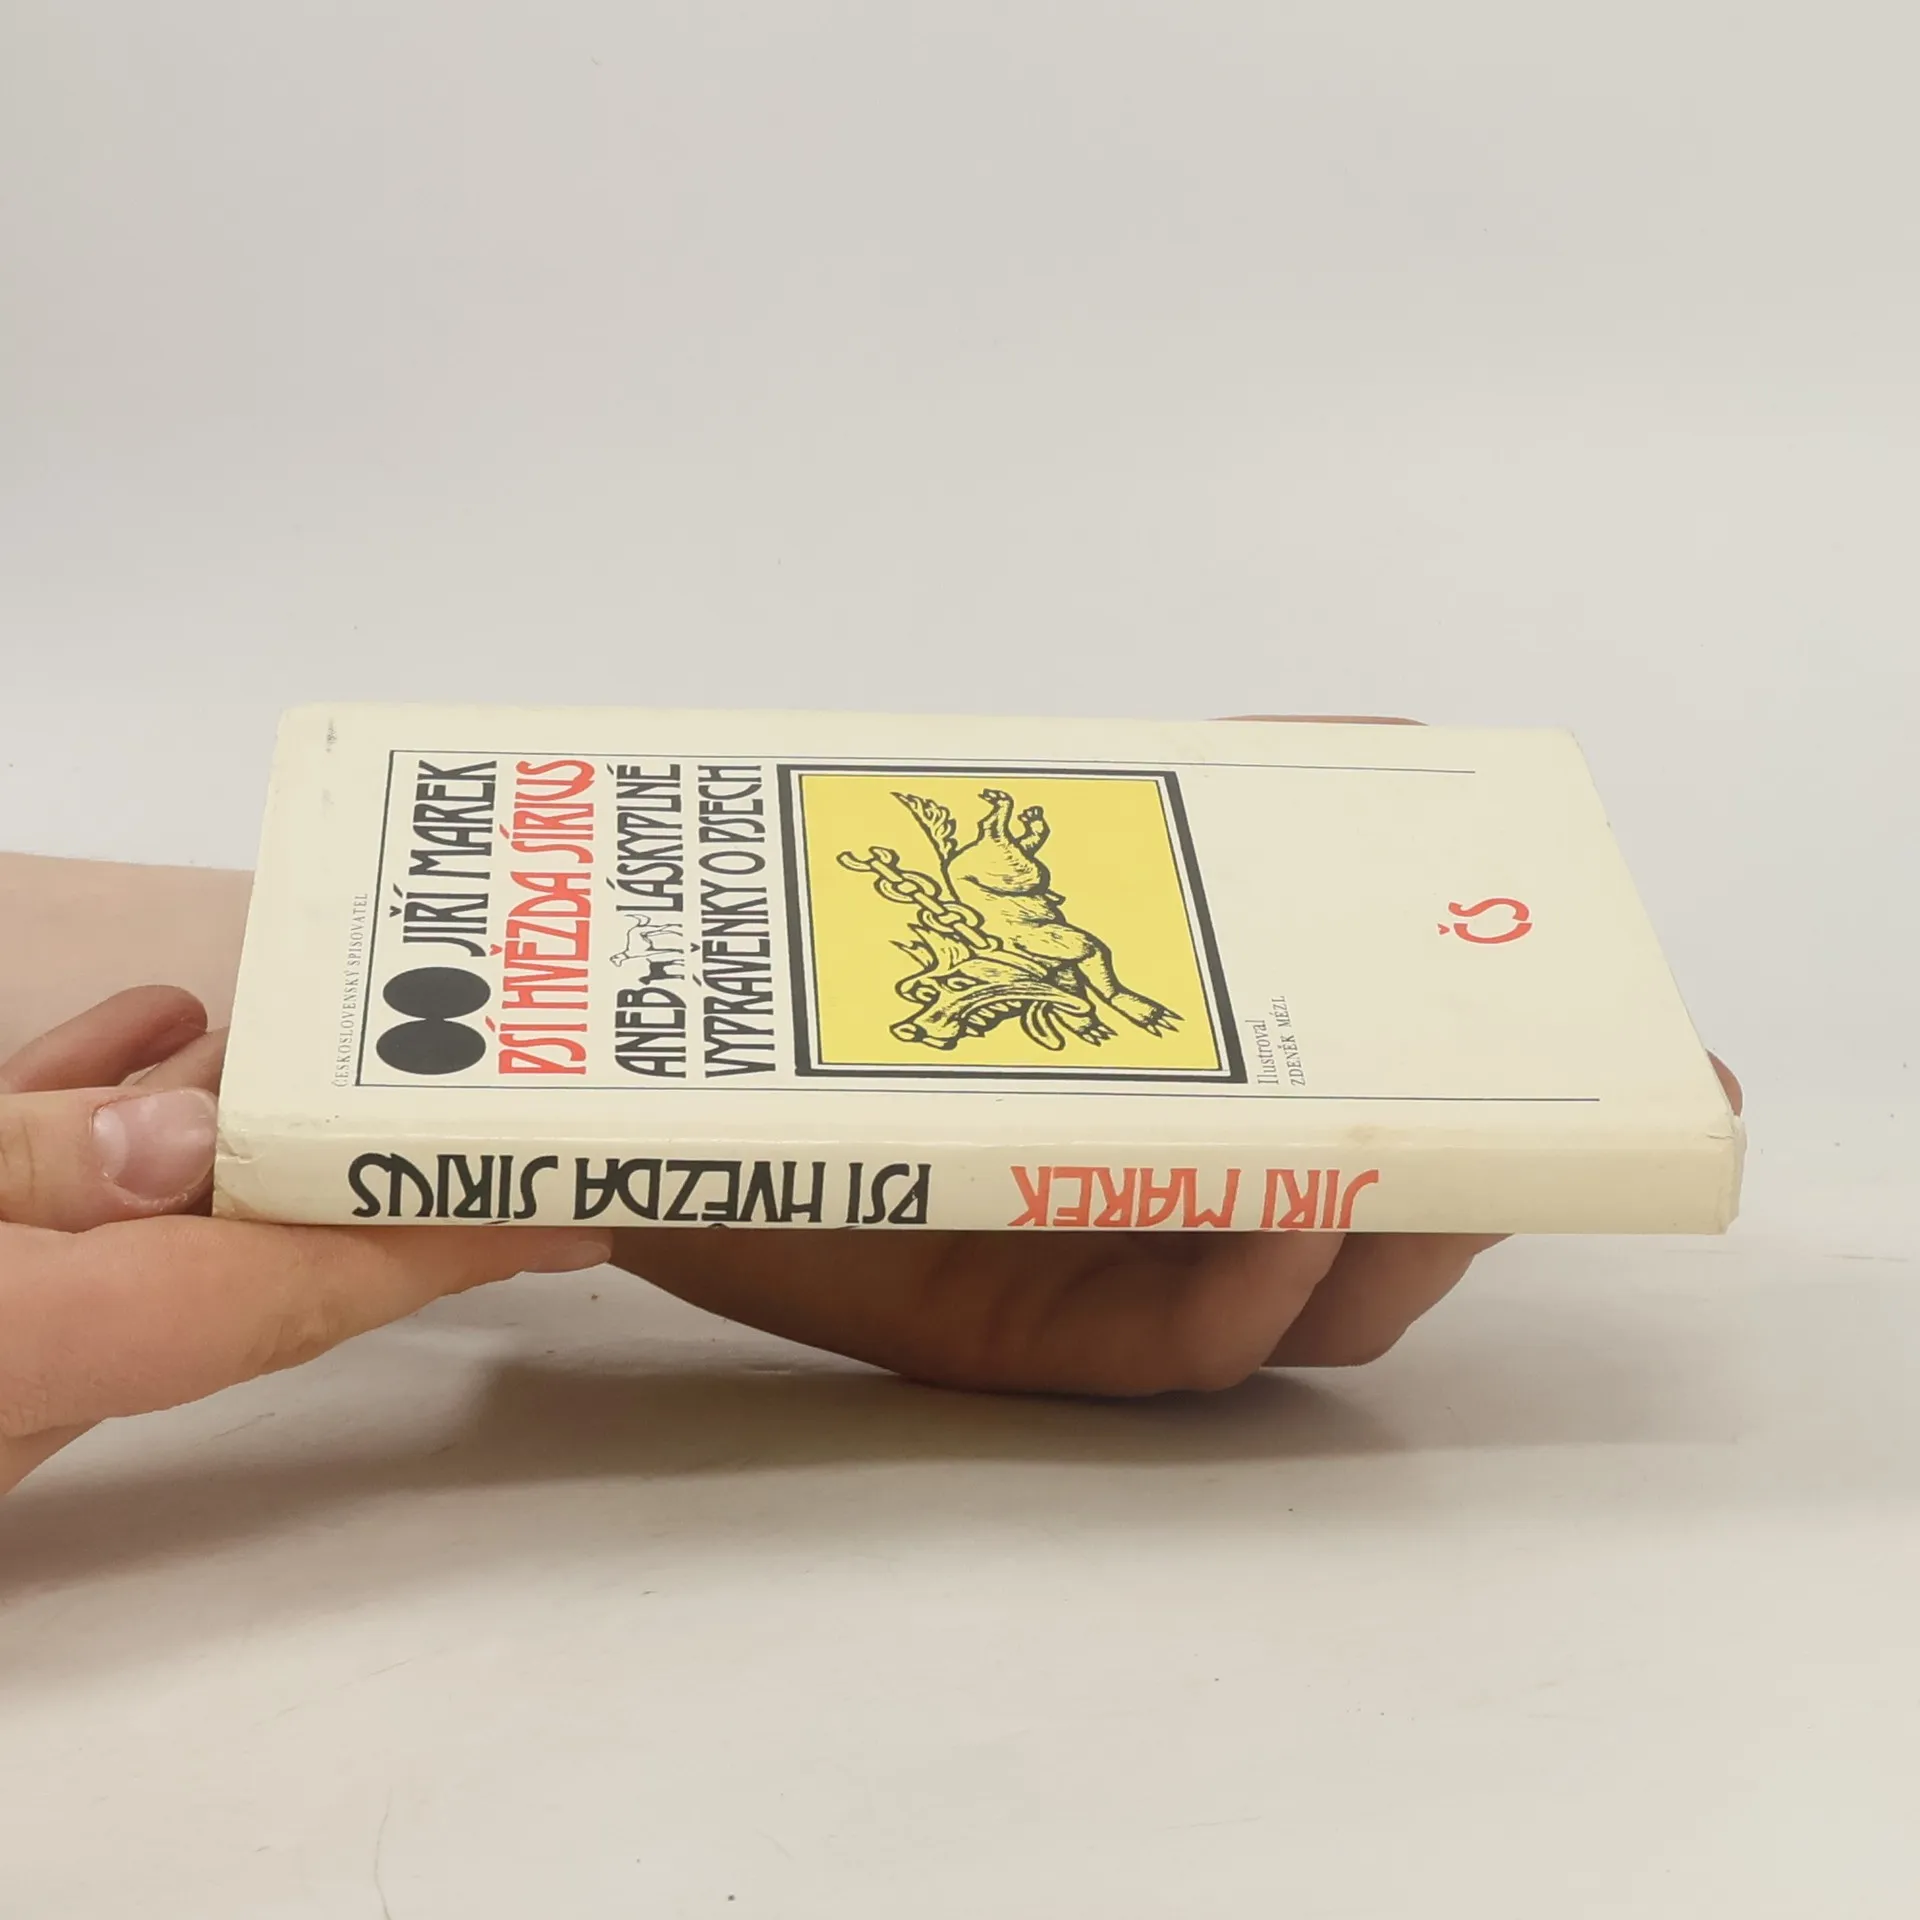 ČESKOSLOVENSKÝ SPISOVATEL
JIŘÍ MAREK
PSÍ HVĚZDA SÍRIUS
ANEB LÁSKYPLNÉ
VYPRÁVĚNKY O PSECH
Ilustroval
ZDENĚK MÉZL
ČS
JIŘÍ MAREK PSÍ HVĚZDA SÍRIUS